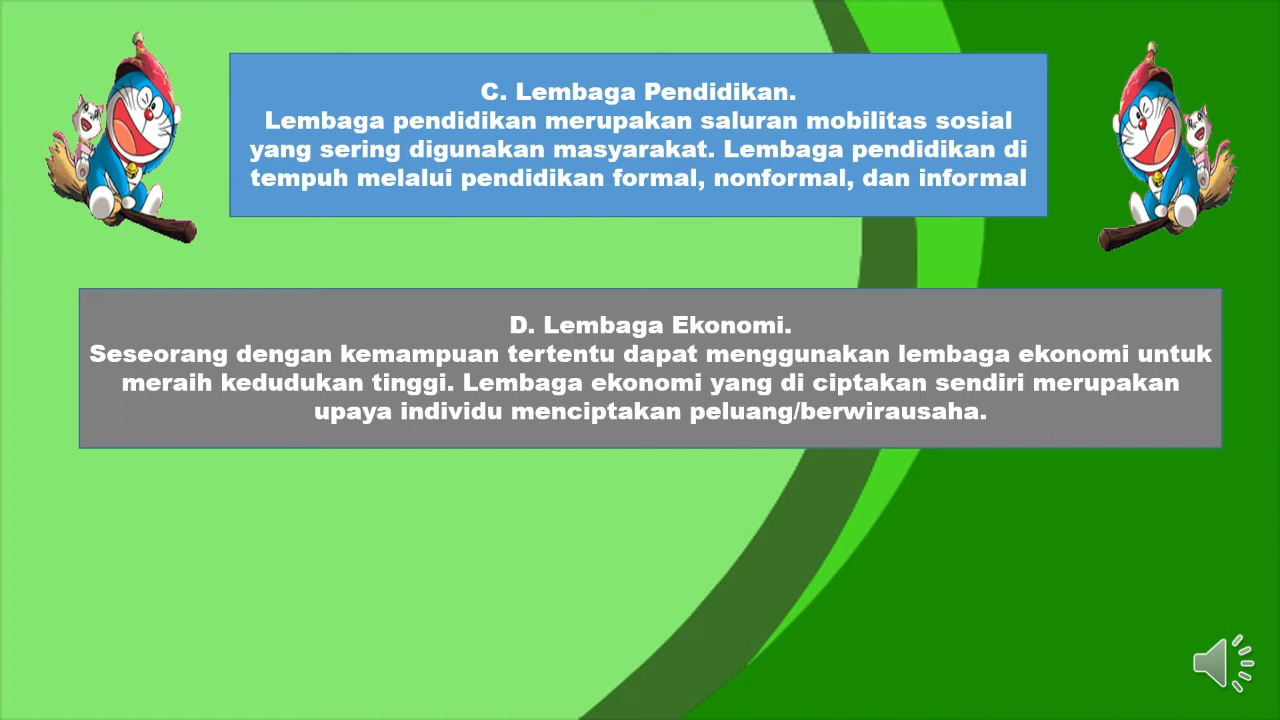 C. Lembaga Pendidikan.
Lembaga pendidikan merupakan saluran mobilitas sosial
yang sering digunakan masyarakat. Lembaga pendidikan di
tempuh melalui pendidikan formal, nonformal, dan informal
D. Lembaga Ekonomi.
Seseorang dengan kemampuan tertentu dapat menggunakan lembaga ekonomi untuk
meraih kedudukan tinggi. Lembaga ekonomi yang di ciptakan sendiri merupakan
upaya individu menciptakan peluang/berwirausaha.